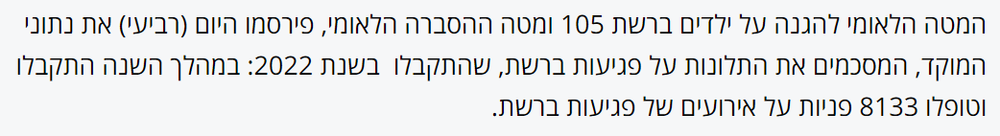 המטה הלאומי להגנה על ילדים ברשת 105 ומטה ההסברה הלאומי, פירסמו היום (רביעי) את נתוני
המוקד, המסכמים את התלונות על פגיעות ברשת, שהתקבלו  בשנת 2022: במהלך השנה התקבלו
וטופלו 8133 פניות על אירועים של פגיעות ברשת.